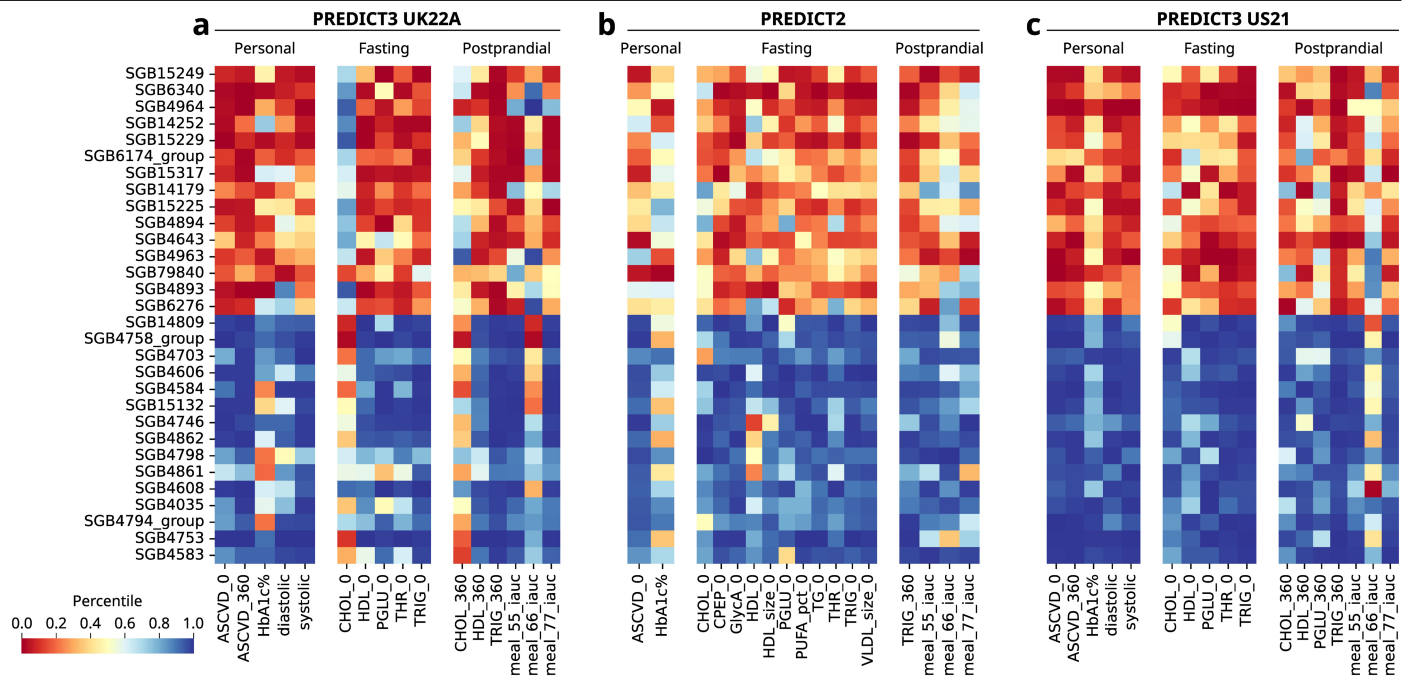 a PREDICT3 UK22A
Personal Fasting Postprandial
b PREDICT2
Personal Fasting Postprandial
c PREDICT3 US21
Personal Fasting Postprandial
SGB15249
SGB6340
SGB4964
SGB14252
SGB15229
SGB6174_group
SGB15317
SGB14179
SGB15225
SGB4894
SGB4643
SGB4963
SGB79840
SGB4893
SGB6276
SGB14809
SGB4758_group
SGB4703
SGB4606
SGB4584
SGB15132
SGB4746
SGB4862
SGB4798
SGB4861
SGB4608
SGB4035
SGB4794_group
SGB4753
SGB4583
ASCVD_0
ASCVD_360
HbA1c%
diastolic
systolic
CHOL_0
HDL_0
PGLU_0
THR_0
TRIG_0
CHOL_360
HDL_360
TRIG_360
meal_55_iauc
meal_66_iauc
meal_77_iauc
ASCVD_0
HbA1c%
CHOL_0
CPEP_0
GlycA_0
HDL_0
HDL_size_0
PGLU_0
PUFA_pct_0
TG_0
THR_0
TRIG_0
VLDL_size_0
TRIG_360
meal_55_iauc
meal_66_iauc
meal_77_iauc
ASCVD_0
ASCVD_360
HbA1c%
diastolic
systolic
CHOL_0
HDL_0
PGLU_0
THR_0
TRIG_0
CHOL_360
HDL_360
PGLU_360
TRIG_360
meal_55_iauc
meal_66_iauc
meal_77_iauc
Percentile
0.0 0.2 0.4 0.6 0.8 1.0